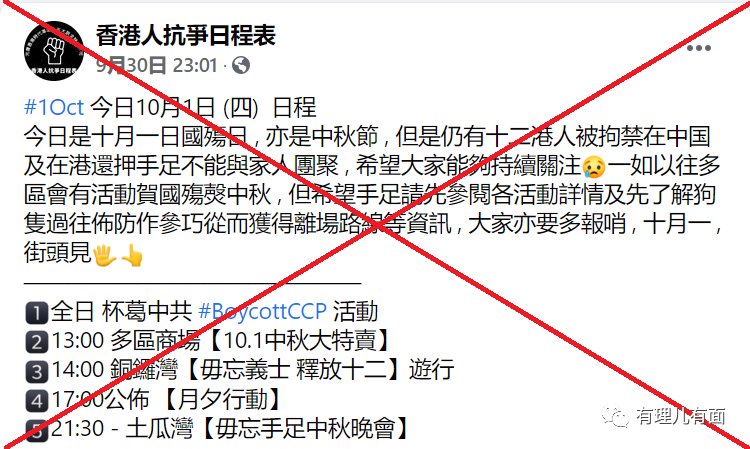 香港人抗爭日程表
9月30日 23:01
#1Oct 今日10月1日 (四) 日程
今日是十月一日國殤日,亦是中秋節,但是仍有十二港人被拘禁在中国
及在港還押手足不能與家人團聚,希望大家能夠持續關注😥一如以往多
區會有活動賀國殤獎中秋,但希望手足請先參閱各活動詳情及先了解狗
隻過往佈防作參巧從而獲得離場路線等資訊,大家亦要多報哨,十月一,
街頭見🖐👆
1 全日 杯葛中共 #BoycottCCP 活動
2 13:00 多區商場【10.1中秋大特賣】
3 14:00 銅鑼灣【毋忘義士 釋放十二】遊行
4 17:00公佈 【月夕行動】
5 21:30 - 土瓜灣【毋忘手足中秋晚會】
有理儿有面